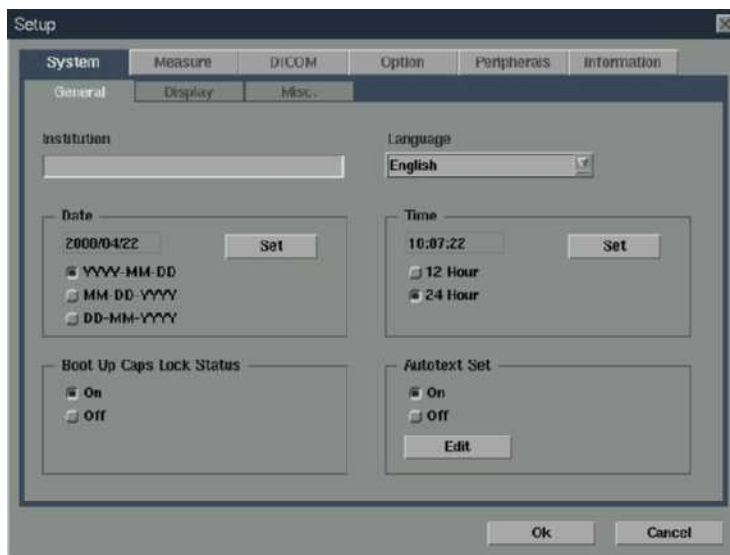 Setup
System Measure DICOM Option Peripherals Information
General Display Misc.
Institution Language
English
Date Time
2000/04/22 Set 10:07:22 Set
YYYY-MM-DD 12 Hour
MM-DD-YYYY 24 Hour
DD-MM-YYYY
Boot Up Caps Lock Status Autotext Set
On On
Off Off
Edit
Ok Cancel